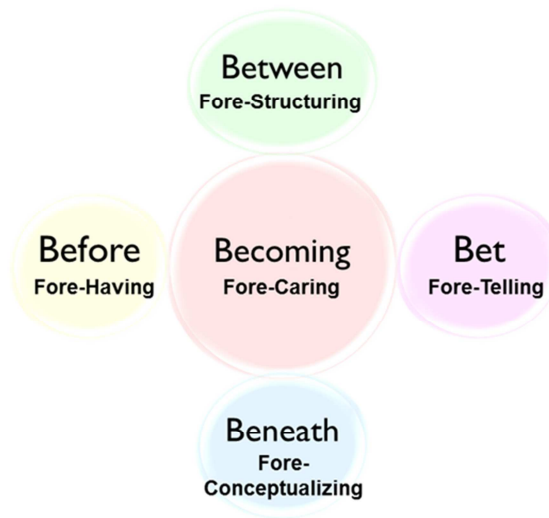 Between
Fore-Structuring
Before
Fore-Having
Becoming
Fore-Caring
Bet
Fore-Telling
Beneath
Fore-
Conceptualizing